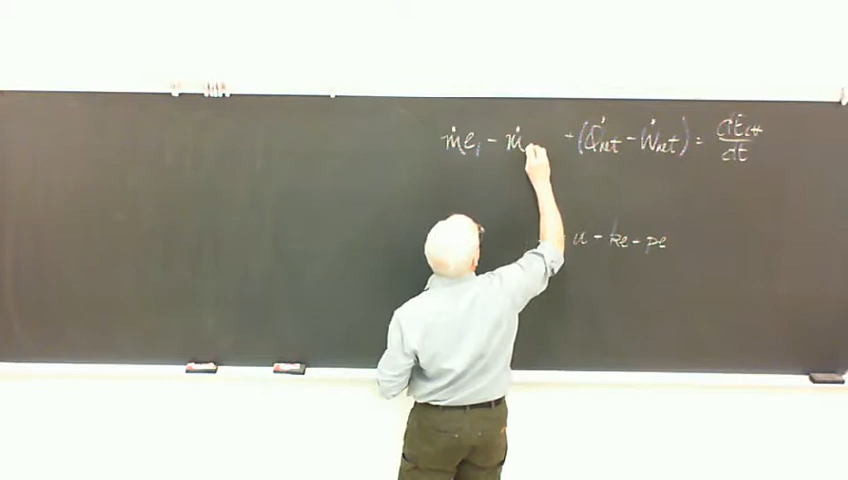 ṁe₁ - ṁ + (Q̇net - Ẇnet) = dEcv/dt
u - ke - pe